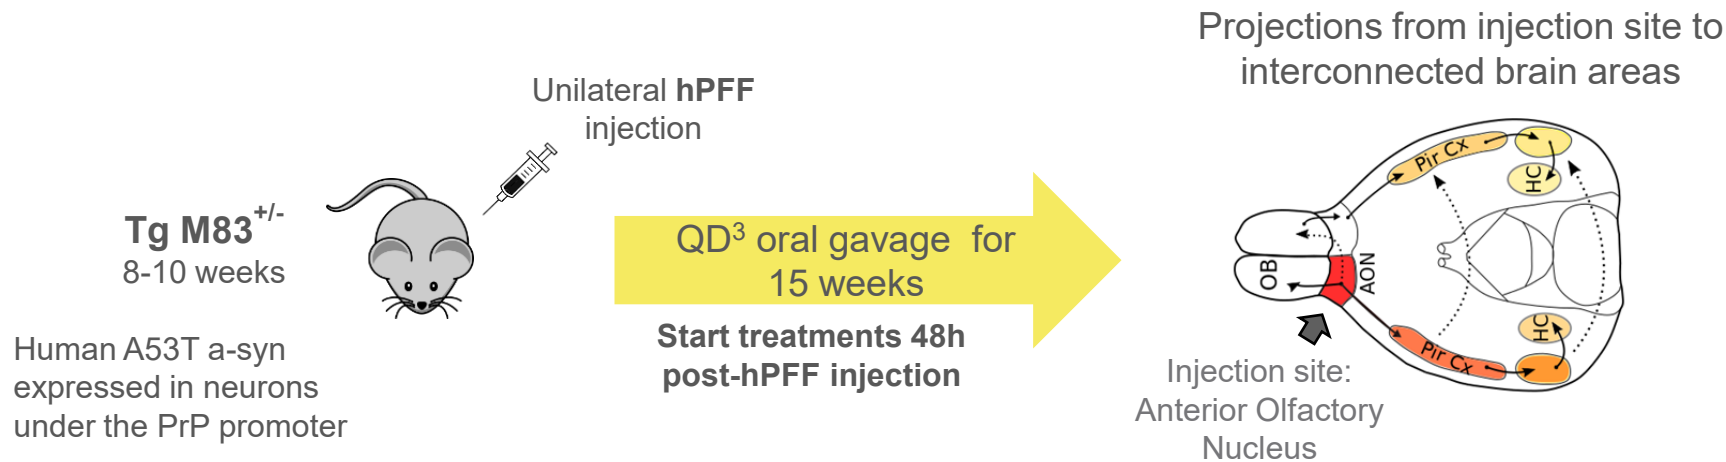 Projections from injection site to
interconnected brain areas
Unilateral hPFF
injection
Tg M83+/-
8-10 weeks
Human A53T a-syn
expressed in neurons
under the PrP promoter
QD3 oral gavage for
15 weeks
Start treatments 48h
post-hPFF injection
Pir Cx
HC
OB
AON
HC
Pir Cx
Injection site:
Anterior Olfactory
Nucleus